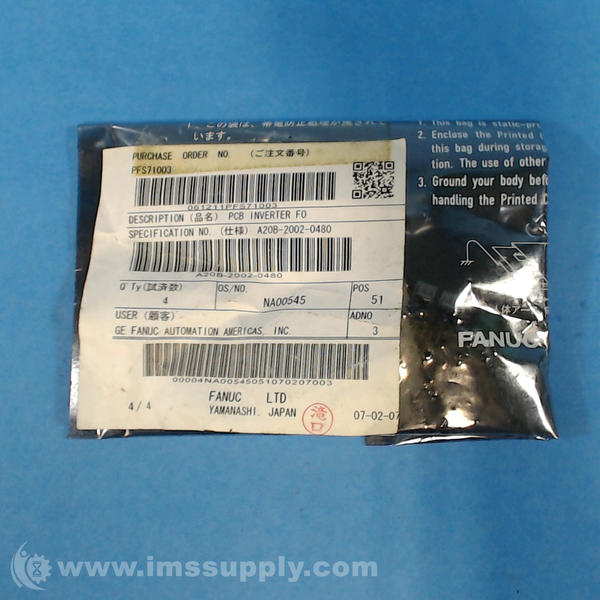 います。
1. This bag is static-pr
2. Enclose the Printed
this bag during storag
tion. The use of other
3. Ground your body bef
handling the Printed C
PURCHASE ORDER NO. (ご注文番号)
PFS71003
061211PFS71003
DESCRIPTION (品名) PCB INVERTER FO
SPECIFICATION NO. (仕様) A20B-2002-0480
A20B-2002-0480
Q'Ty(試済数) OS/NO. POS
4 NA00545 51
USER (顧客) ADNO
GE FANUC AUTOMATION AMERICAS, INC. 3
00004NA00545051070207003
FANUC LTD
4/4 YAMANASHI. JAPAN 滝口 07-02-07
FANUC
www.imssupply.com